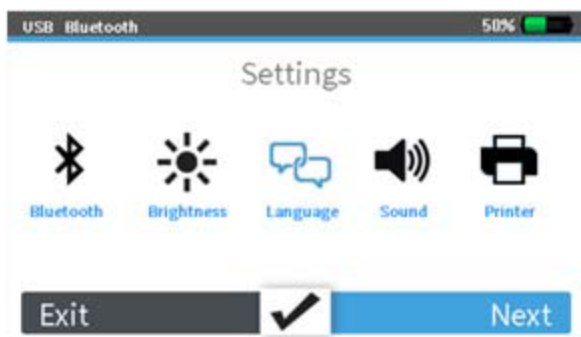 USB Bluetooth 50%
Settings
Bluetooth Brightness Language Sound Printer
Exit Next